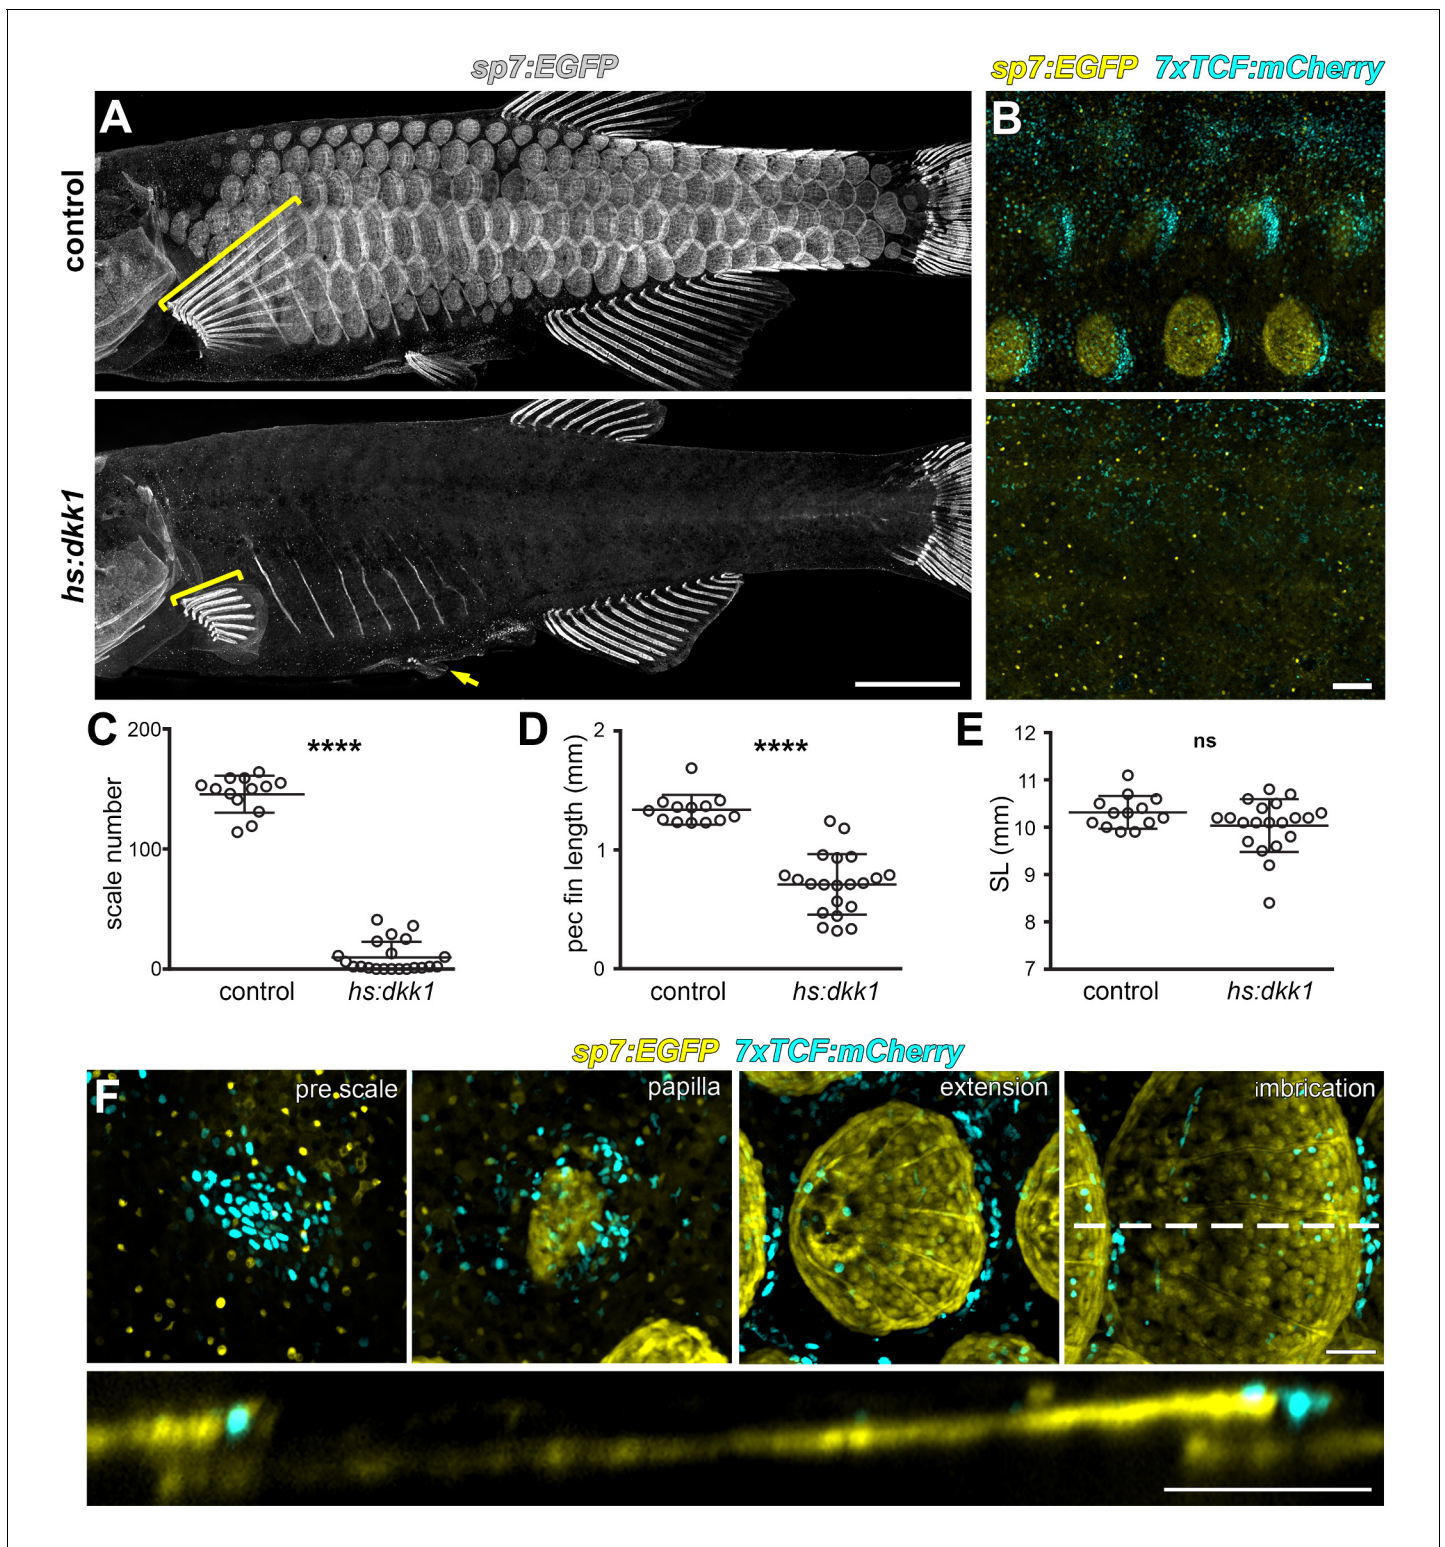 sp7:EGFP
sp7:EGFP 7xTCF:mCherry
A
B
control
hs:dkk1
C
200
100
0
scale number
****
control
hs:dkk1
D
2
1
0
pec fin length (mm)
****
control
hs:dkk1
E
12
11
10
9
8
7
SL (mm)
ns
control
hs:dkk1
sp7:EGFP 7xTCF:mCherry
F
pre scale
papilla
extension
imbrication